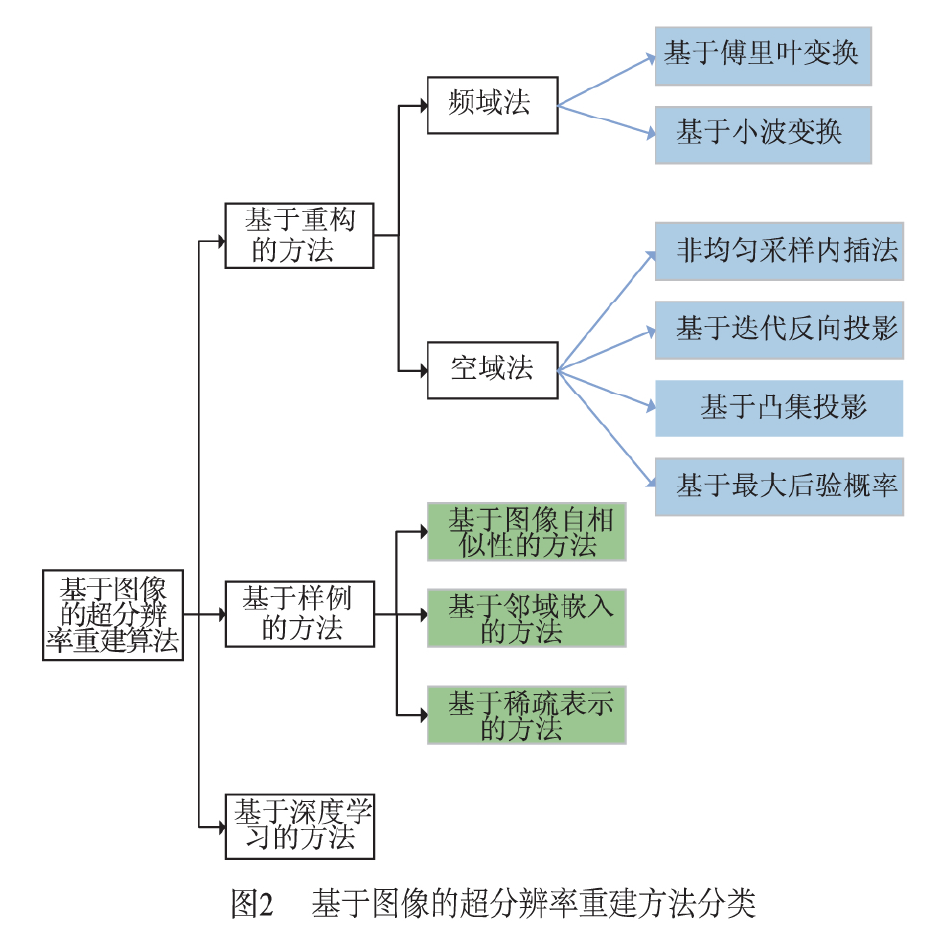 基于傅里叶变换
频域法
基于小波变换
基于重构
的方法
非均匀采样内插法
基于迭代反向投影
空域法
基于凸集投影
基于最大后验概率
基于图像自相
似性的方法
基于图像
的超分辨
率重建算法
基于样例
的方法
基于邻域嵌入
的方法
基于稀疏表示
的方法
基于深度学
习的方法
图2 基于图像的超分辨率重建方法分类